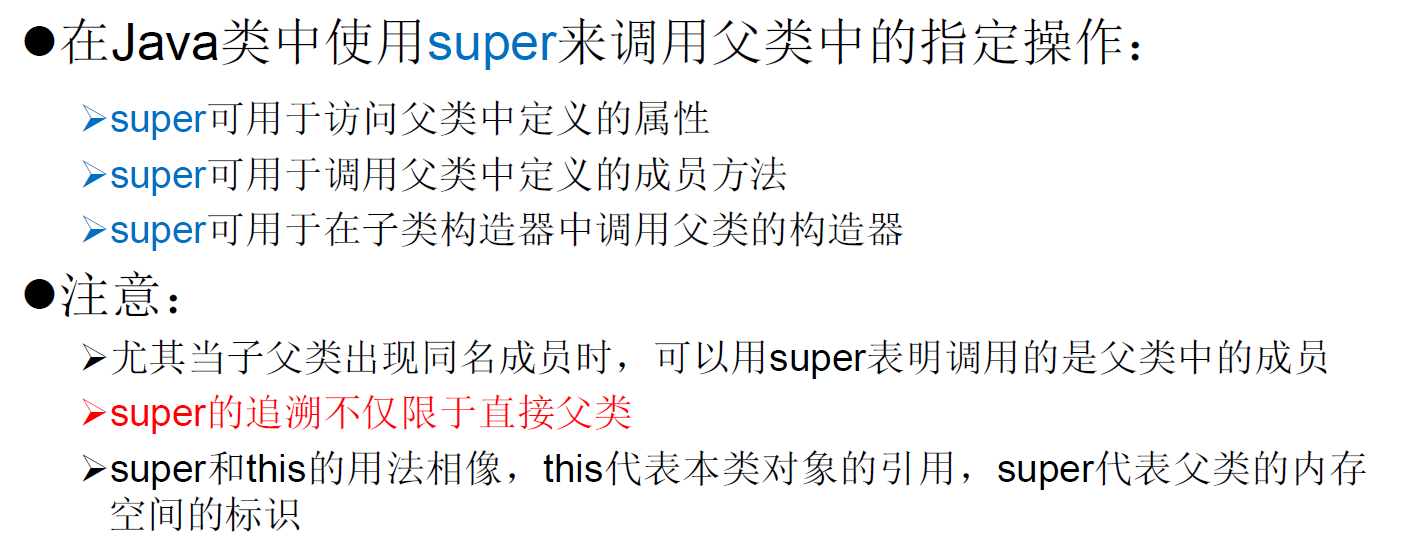 ●在Java类中使用super来调用父类中的指定操作：
➢super可用于访问父类中定义的属性
➢super可用于调用父类中定义的成员方法
➢super可用于在子类构造器中调用父类的构造器
●注意：
➢尤其当子父类出现同名成员时，可以用super表明调用的是父类中的成员
➢super的追溯不仅限于直接父类
➢super和this的用法相像，this代表本类对象的引用，super代表父类的内存
空间的标识